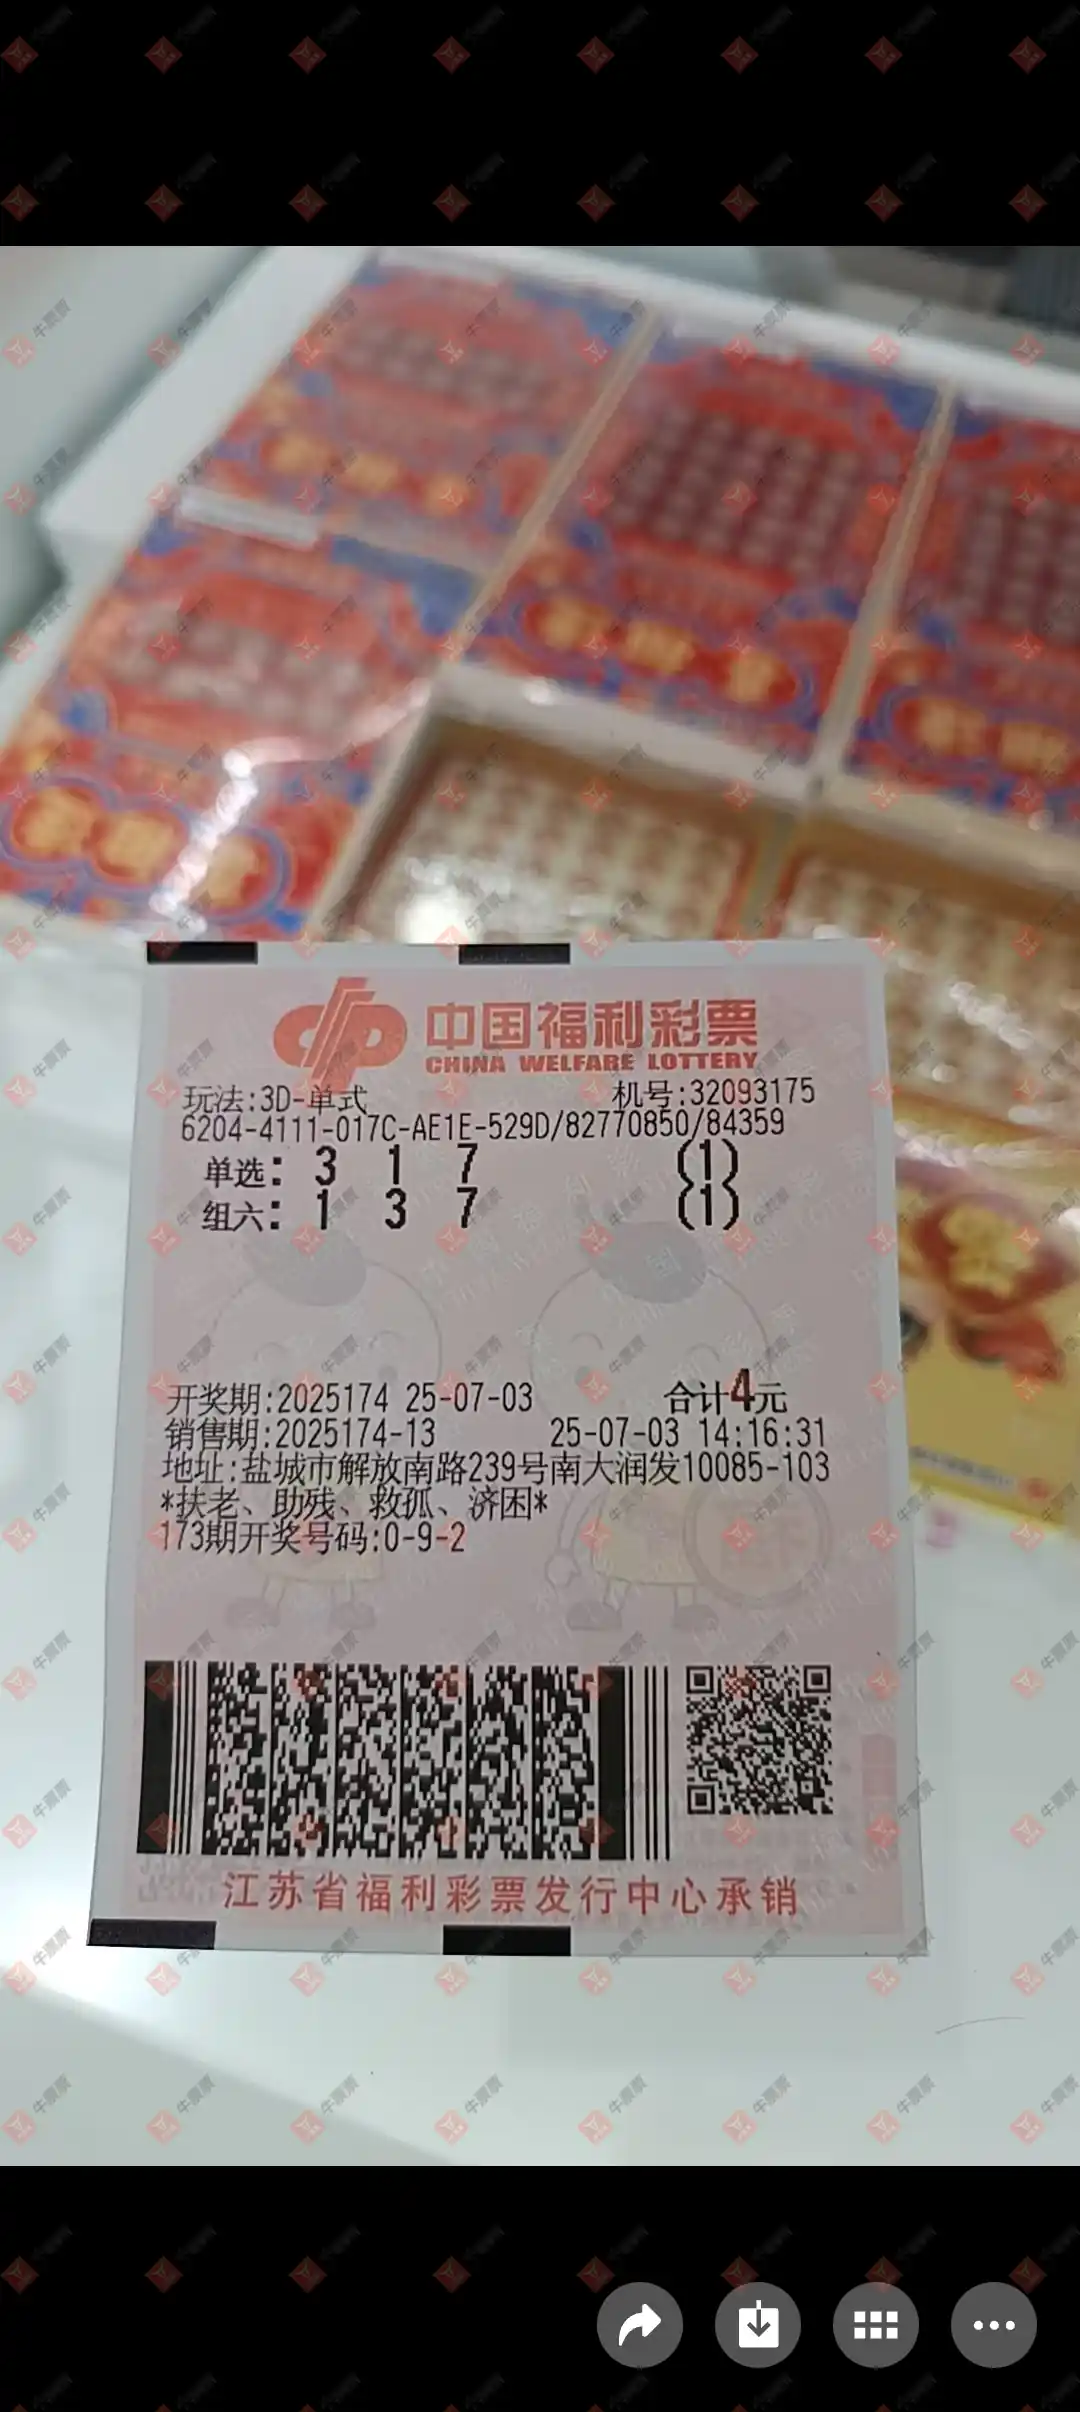 中国福利彩票
CHINA WELFARE LOTTERY
玩法:3D-单式 机号:32093175
6204-4111-017C-AE1E-529D/82770850/84359
单选: 3 1 7 (1)
组六: 1 3 7 (1)
开奖期:2025174 25-07-03 合计4元
销售期:2025174-13 25-07-03 14:16:31
地址:盐城市解放南路239号南大润发10085-103
*扶老、助残、救孤、济困*
173期开奖号码:0-9-2
江苏省福利彩票发行中心承销
牛票票